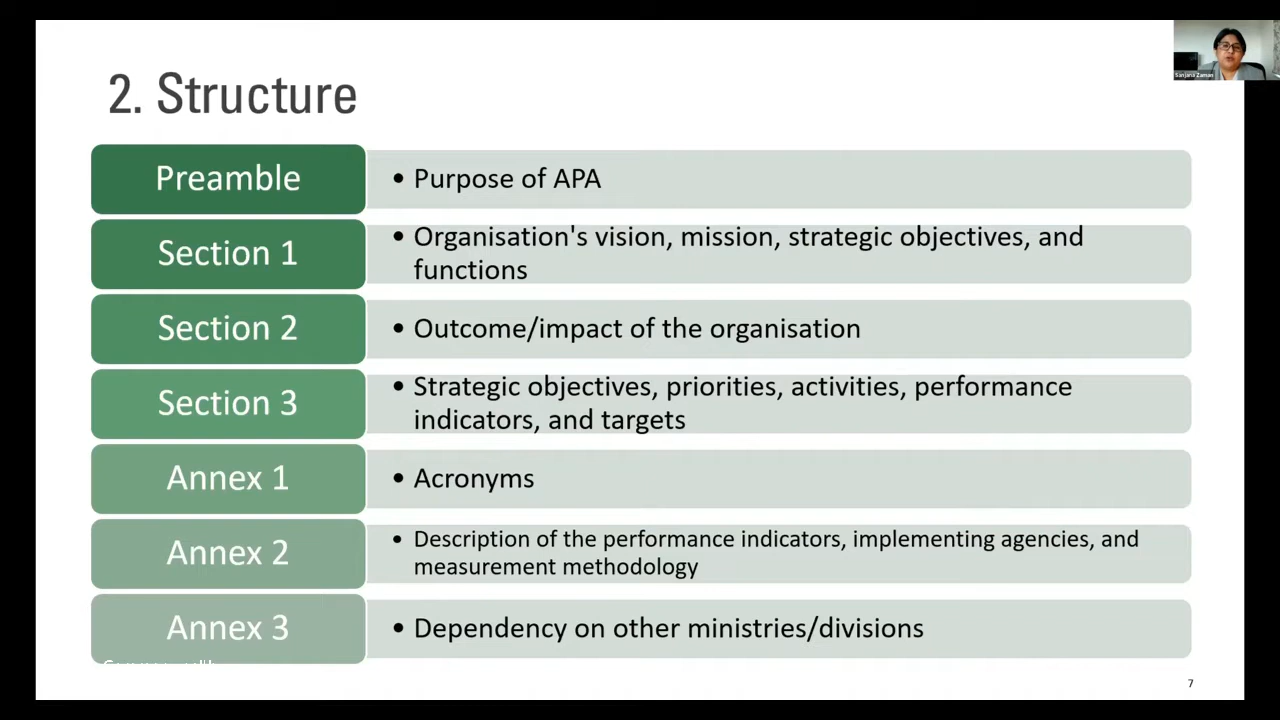 Sanjana Zaman
2. Structure
Preamble
• Purpose of APA
Section 1
• Organisation's vision, mission, strategic objectives, and
functions
Section 2
• Outcome/impact of the organisation
Section 3
• Strategic objectives, priorities, activities, performance
indicators, and targets
Annex 1
• Acronyms
Annex 2
• Description of the performance indicators, implementing agencies, and
measurement methodology
Annex 3
• Dependency on other ministries/divisions
7